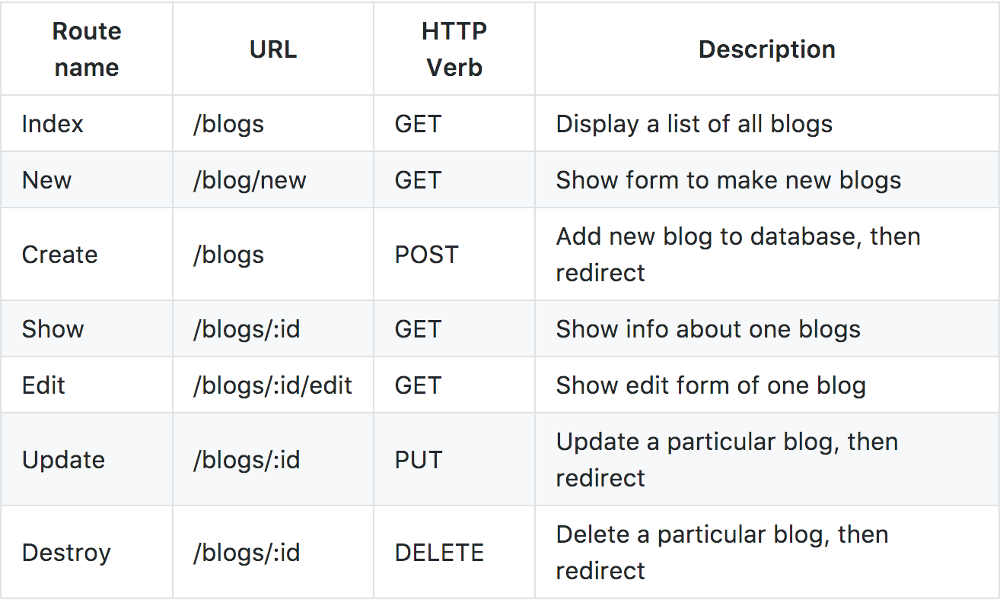 Route name URL HTTP Verb Description
Index /blogs GET Display a list of all blogs
New /blog/new GET Show form to make new blogs
Create /blogs POST Add new blog to database, then
redirect
Show /blogs/:id GET Show info about one blogs
Edit /blogs/:id/edit GET Show edit form of one blog
Update /blogs/:id PUT Update a particular blog, then
redirect
Destroy /blogs/:id DELETE Delete a particular blog, then
redirect